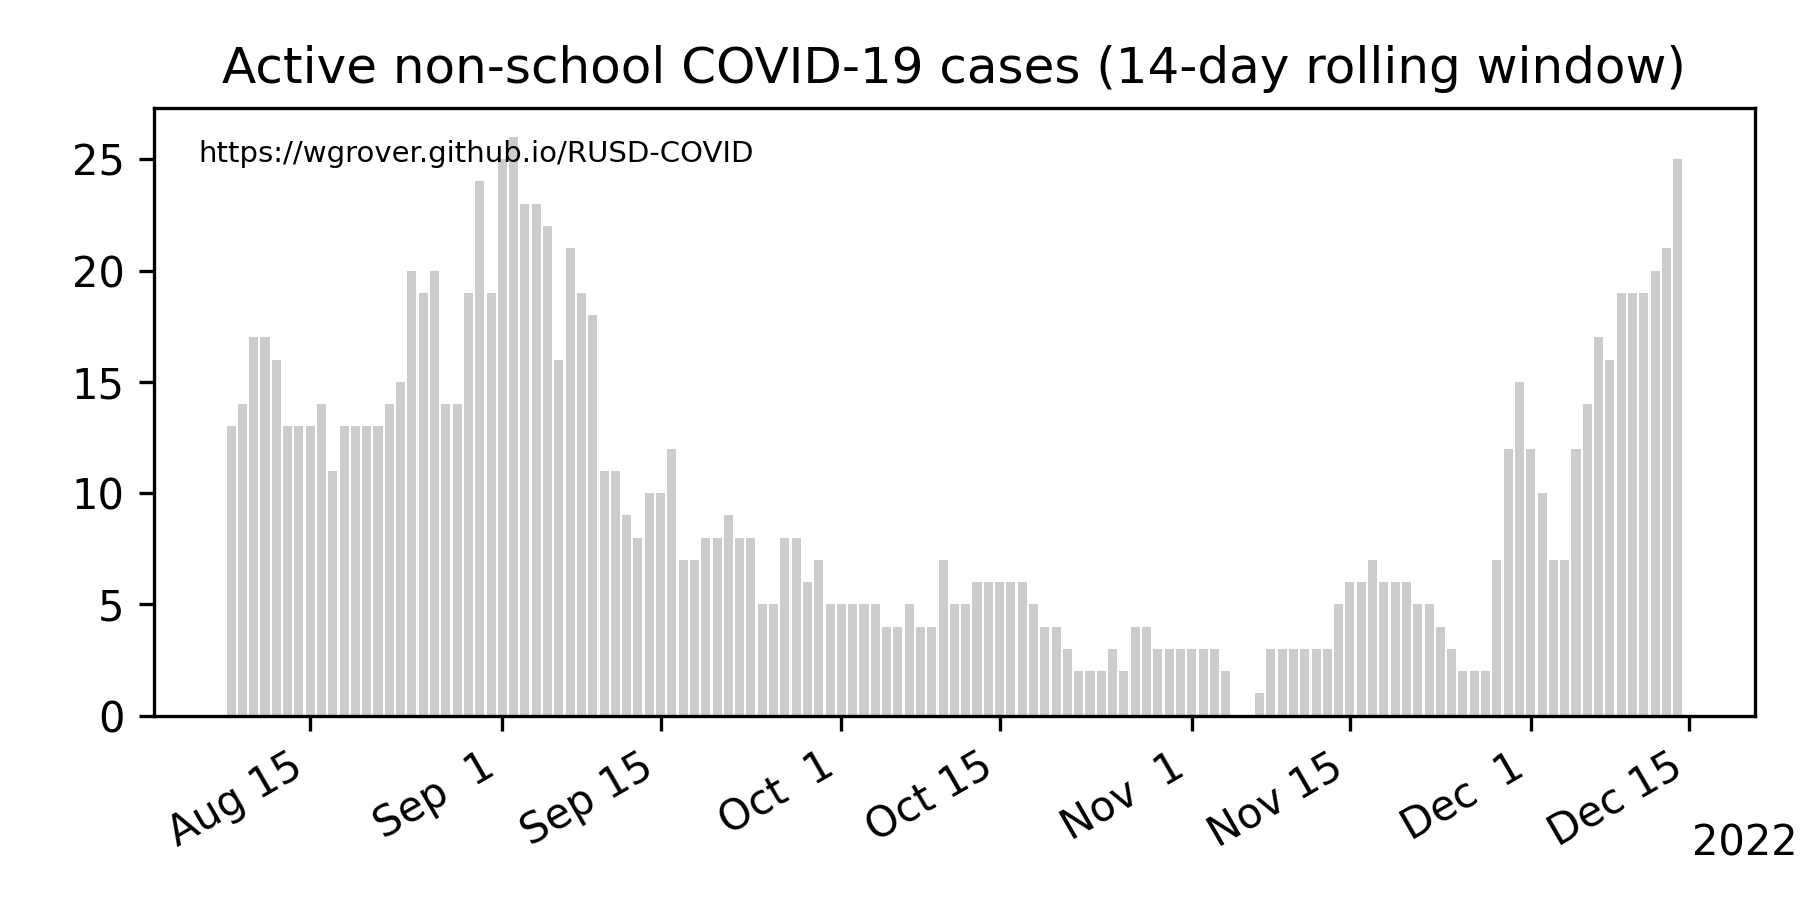 Active non-school COVID-19 cases (14-day rolling window)
https://wgrover.github.io/RUSD-COVID
25
20
15
10
5
0
Aug 15
Sep 1
Sep 15
Oct 1
Oct 15
Nov 1
Nov 15
Dec 1
Dec 15
2022